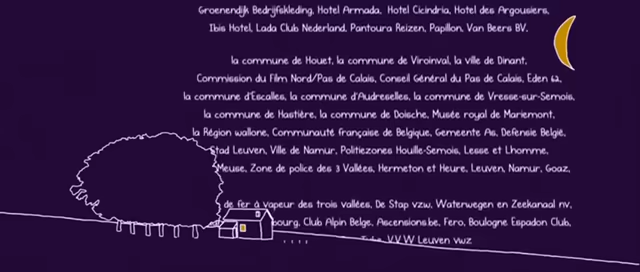 Groenendijk Bedrijfskleding, Hotel Armada, Hotel Cicindria, Hotel des Argousiers,
Ibis Hotel, Lada Club Nederland, Pantoura Reizen, Papillon, Van Beers BV,
la commune de Houet, la commune de Viroinval, la ville de Dinant,
Commission du Film Nord/Pas de Calais, Conseil Général du Pas de Calais, Eden 62,
la commune d'Escalles, la commune d'Audreselles, la commune de Vresse-sur-Semois,
la commune de Hastière, la commune de Doische, Musée royal de Mariemont,
la Région wallone, Communauté française de Belgique, Gemeente As, Defensie België,
Stad Leuven, Ville de Namur, Politiezones Houille-Semois, Lesse et Lhomme,
Meuse, Zone de police des 3 Vallées, Hermeton et Heure, Leuven, Namur, Goaz,
de fer à vapeur des trois vallées, De Stap vzw, Waterwegen en Zeekanaal nv,
bourg, Club Alpin Belge, Ascensions.be, Fero, Boulogne Espadon Club,
VVW Leuven vwz